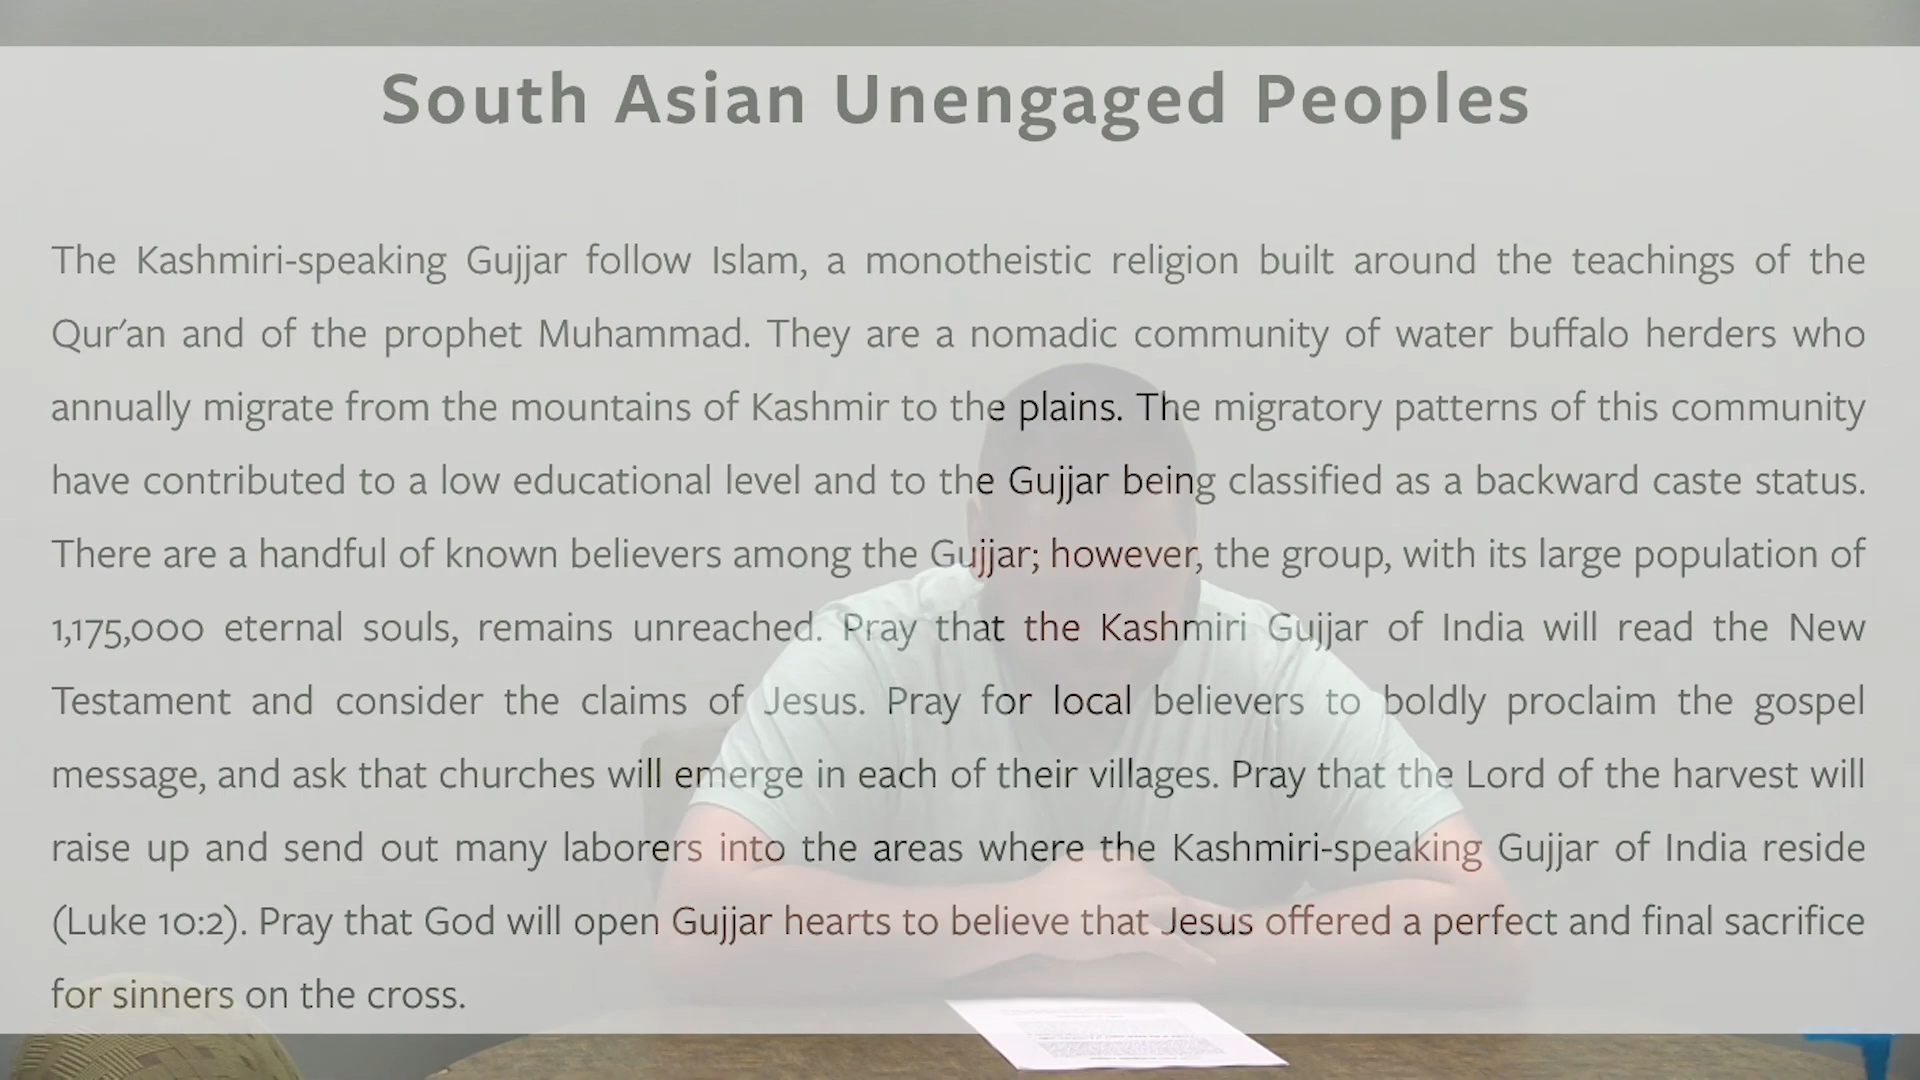 South Asian Unengaged Peoples
The Kashmiri-speaking Gujjar follow Islam, a monotheistic religion built around the teachings of the
Qur'an and of the prophet Muhammad. They are a nomadic community of water buffalo herders who
annually migrate from the mountains of Kashmir to the plains. The migratory patterns of this community
have contributed to a low educational level and to the Gujjar being classified as a backward caste status.
There are a handful of known believers among the Gujjar; however, the group, with its large population of
1,175,000 eternal souls, remains unreached. Pray that the Kashmiri Gujjar of India will read the New
Testament and consider the claims of Jesus. Pray for local believers to boldly proclaim the gospel
message, and ask that churches will emerge in each of their villages. Pray that the Lord of the harvest will
raise up and send out many laborers into the areas where the Kashmiri-speaking Gujjar of India reside
(Luke 10:2). Pray that God will open Gujjar hearts to believe that Jesus offered a perfect and final sacrifice
for sinners on the cross.